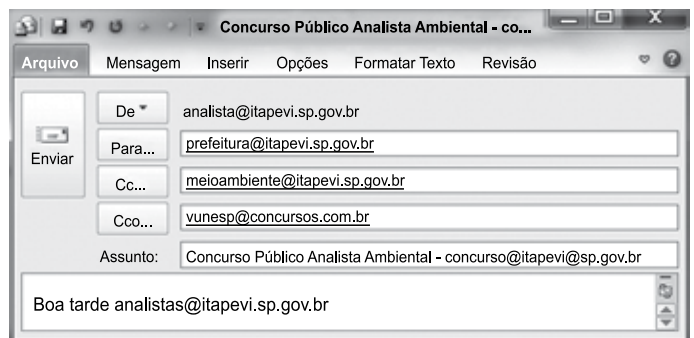 Concurso Público Analista Ambiental - co...
Arquivo Mensagem Inserir Opções Formatar Texto Revisão
De analista@itapevi.sp.gov.br
Enviar
Para... prefeitura@itapevi.sp.gov.br
Cc... meioambiente@itapevi.sp.gov.br
Cco... vunesp@concursos.com.br
Assunto: Concurso Público Analista Ambiental - concurso@itapevi@sp.gov.br
Boa tarde analistas@itapevi.sp.gov.br